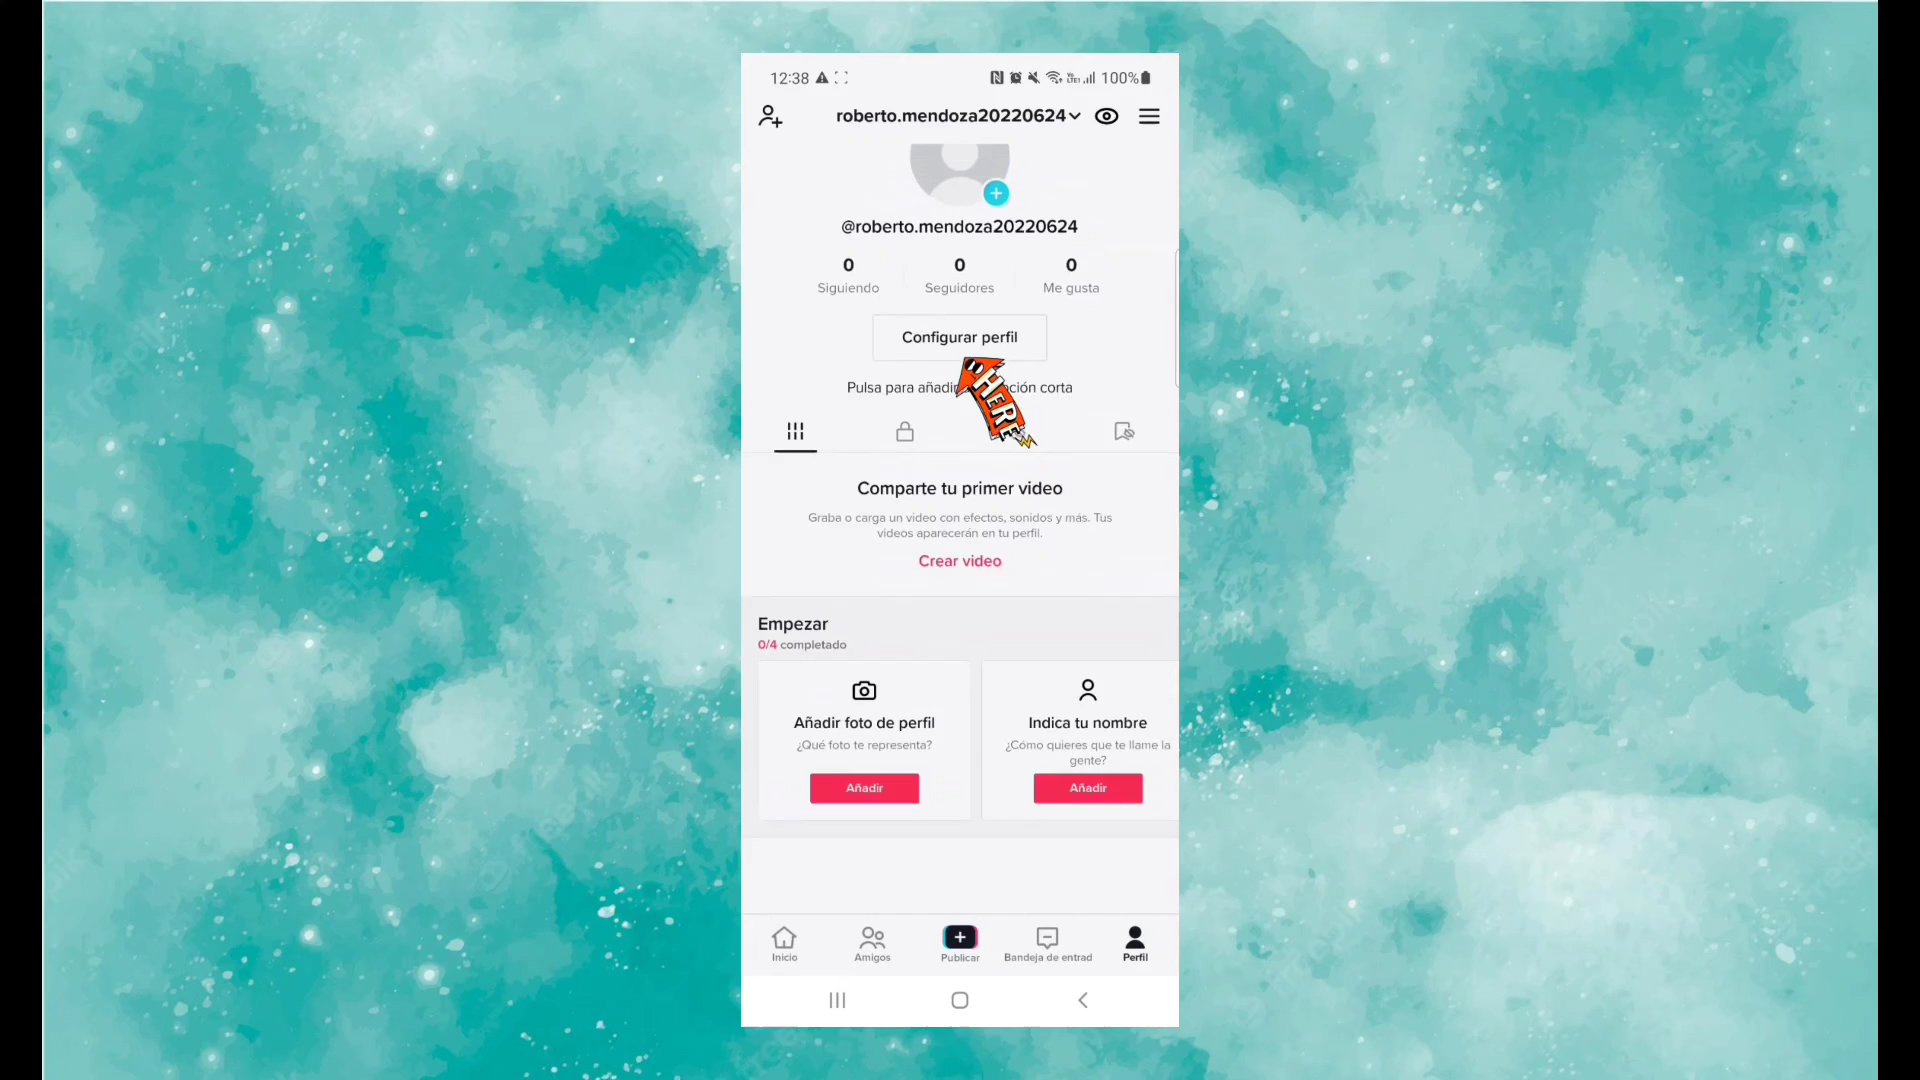 12:38 100%
roberto.mendoza20220624
@roberto.mendoza20220624
0 0 0
Siguiendo Seguidores Me gusta
Configurar perfil
Pulsa para añadir ción corta
HERE
Comparte tu primer video
Graba o carga un video con efectos, sonidos y más. Tus
videos aparecerán en tu perfil.
Crear video
Empezar
0/4 completado
Añadir foto de perfil
¿Qué foto te representa?
Añadir
Indica tu nombre
¿Cómo quieres que te llame la
gente?
Añadir
Inicio Amigos Publicar Bandeja de entrad Perfil